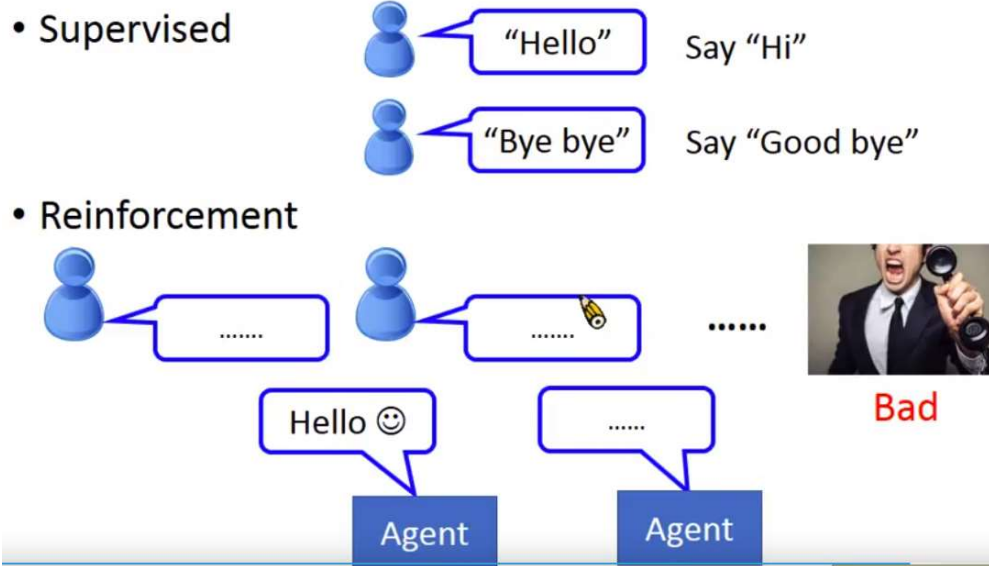 • Supervised
“Hello”
Say “Hi”
“Bye bye”
Say “Good bye”
• Reinforcement
.......
.......
......
Bad
Hello ☺
......
Agent
Agent